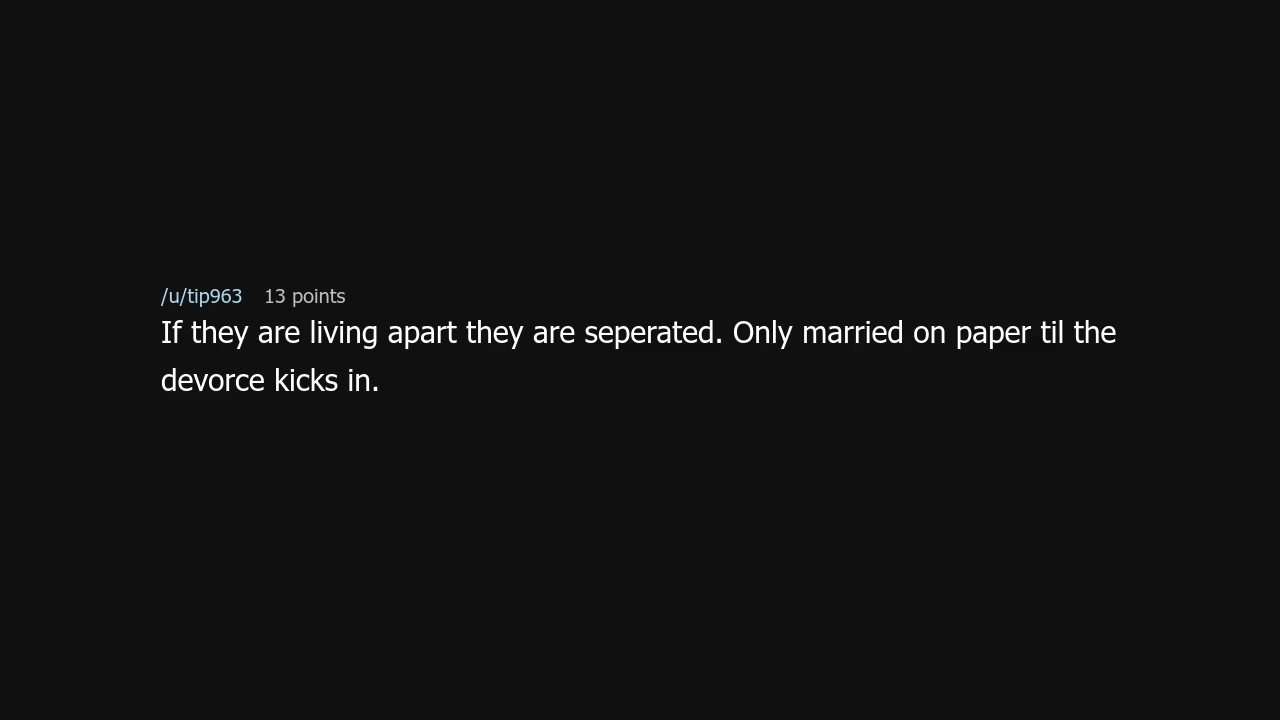 /u/tip963 13 points
If they are living apart they are seperated. Only married on paper til the
devorce kicks in.